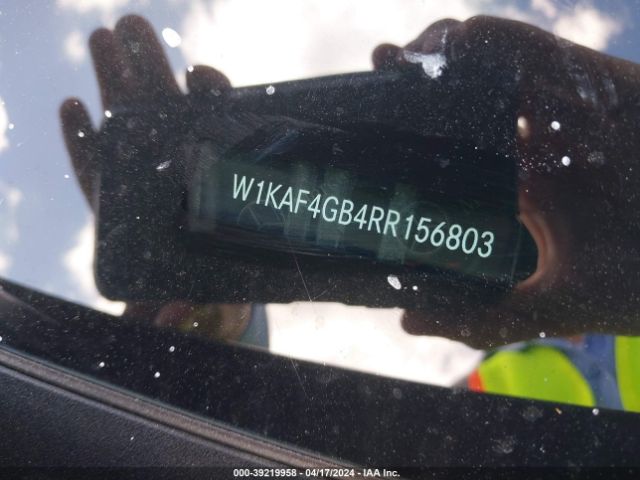 W1KAF4GB4RR156803
000-39219958 - 04/17/2024 - IAA Inc.